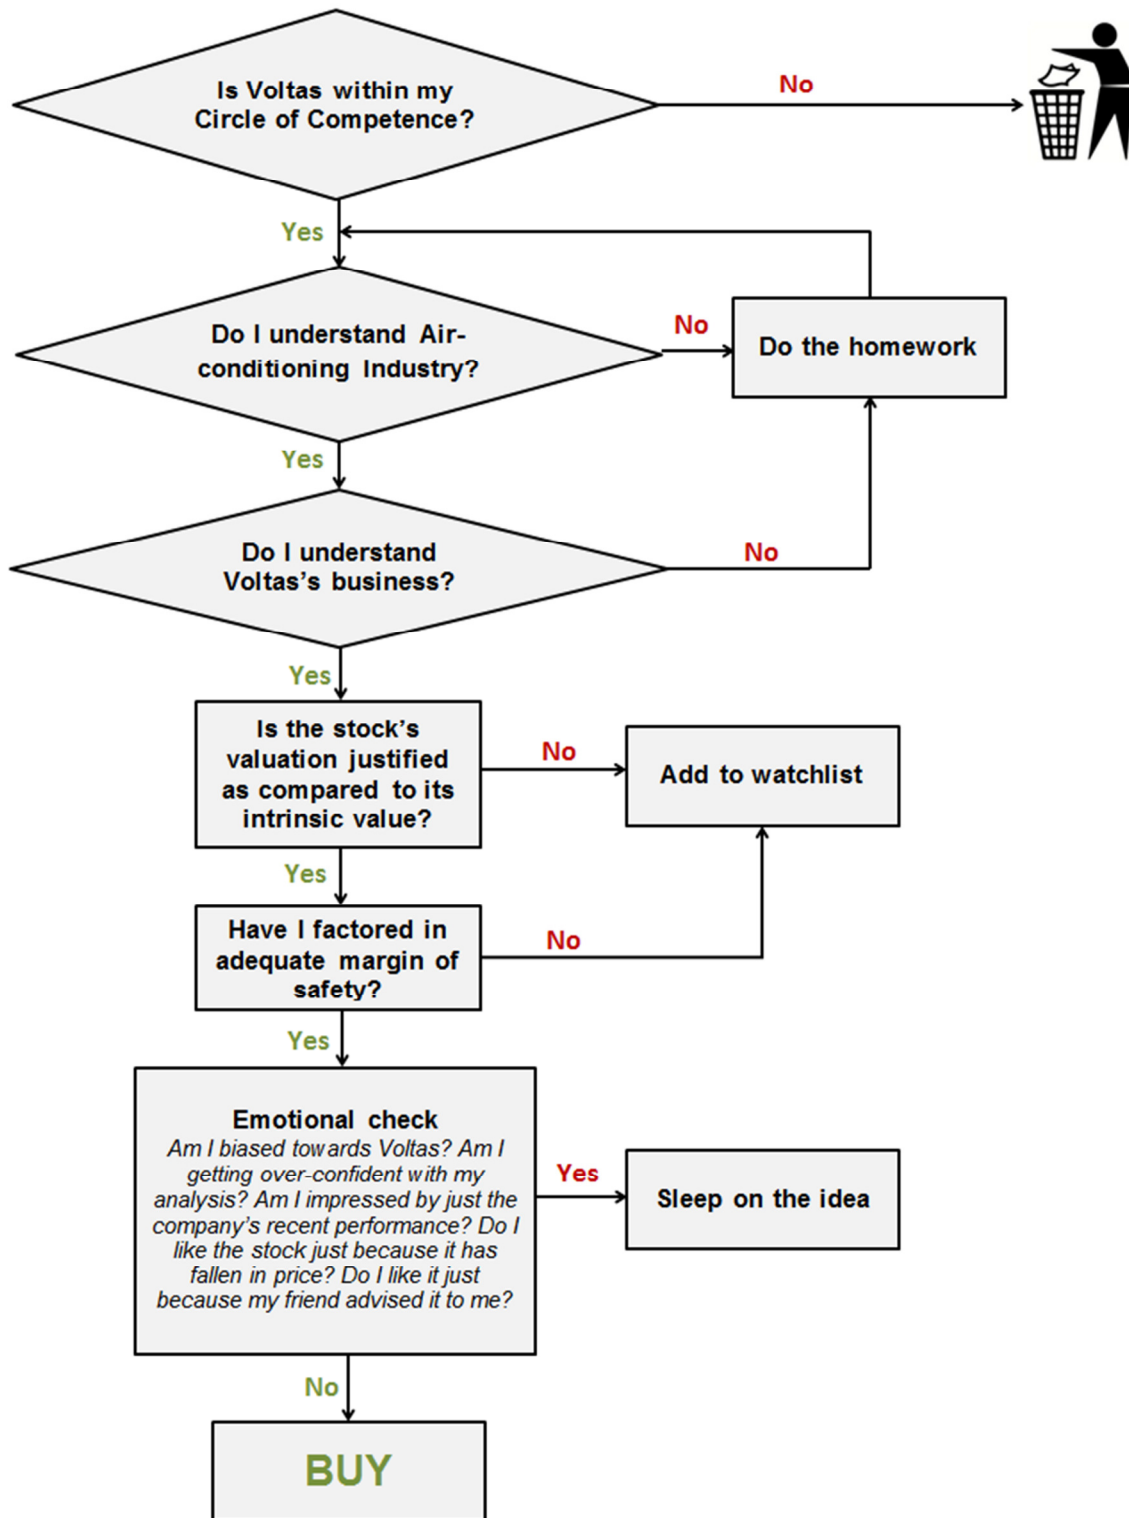 Is Voltas within my
Circle of Competence?
No
Yes
Do I understand Air-
conditioning Industry?
No
Do the homework
Yes
Do I understand
Voltas's business?
No
Yes
Is the stock's
valuation justified
as compared to its
intrinsic value?
No
Add to watchlist
Yes
Have I factored in
adequate margin of
safety?
No
Yes
Emotional check
Am I biased towards Voltas? Am I
getting over-confident with my
analysis? Am I impressed by just the
company's recent performance? Do I
like the stock just because it has
fallen in price? Do I like it just
because my friend advised it to me?
Yes
Sleep on the idea
No
BUY